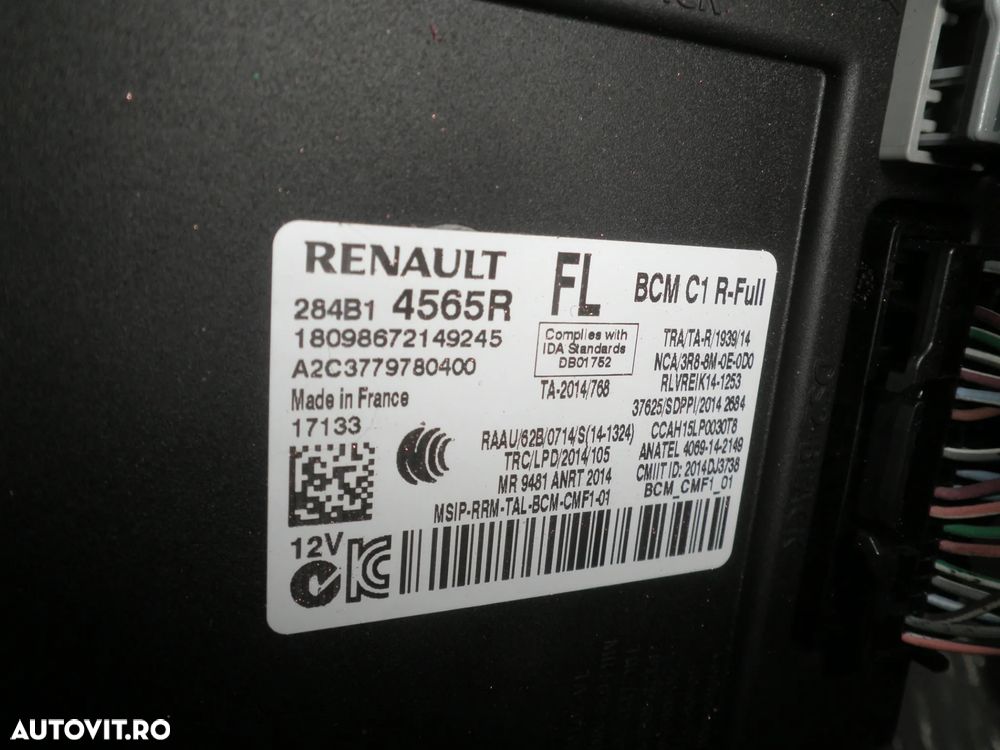 RENAULT
284B1 4565R
18098672149245
A2C3779780400
Made in France
17133
12V
FL
Complies with
IDA Standards
DB01752
TA-2014/768
RAAU/62B/0714/S(14-1324)
TRC/LPD/2014/105
MR 9481 ANRT 2014
MSIP-RRM-TAL-BCM-CMF1-01
BCM C1 R-Full
TRA/TA-R/1939/14
NCA/3R8-8M-0E-0D0
RLVREIK14-1253
37625/SDPPI/2014 2684
CCAH15LP0030T8
ANATEL 4069-14-2149
CMIIT ID: 2014DJ3738
BCM_CMF1_01
AUTOVIT.RO